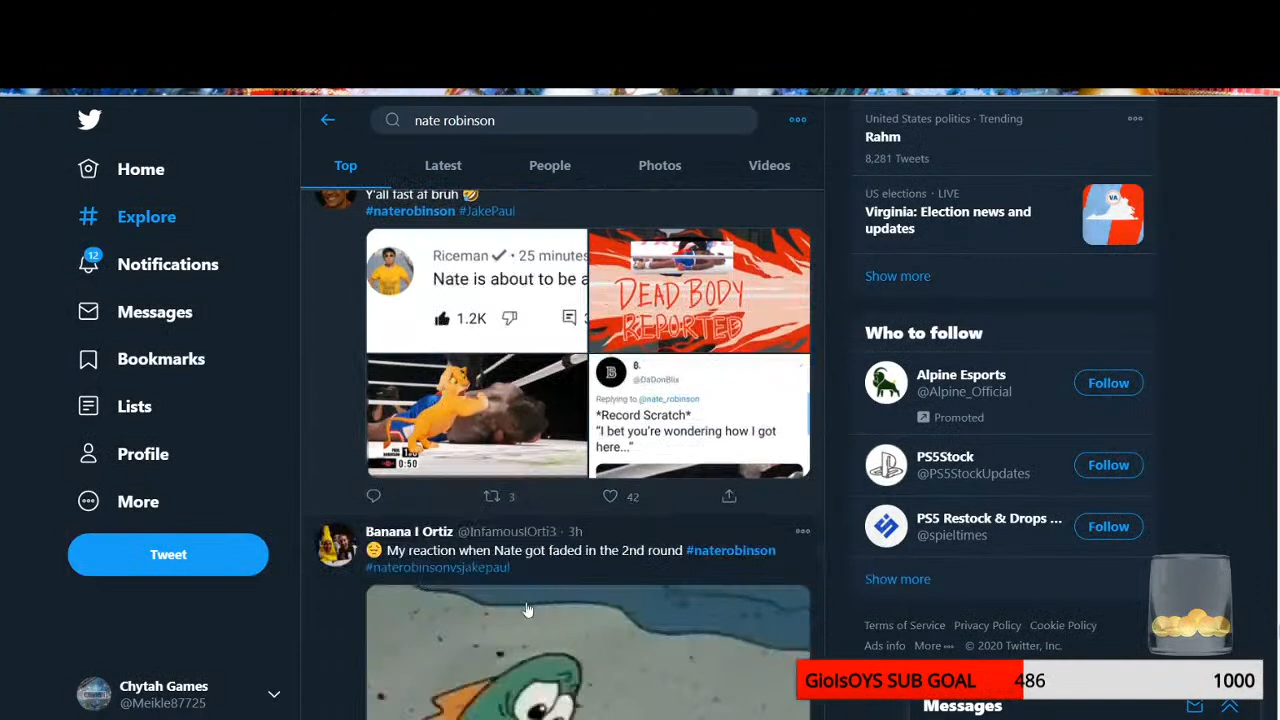 nate robinson
Top
Latest
People
Photos
Videos
Home
Explore
12
Notifications
Messages
Bookmarks
Lists
Profile
More
Tweet
Chytah Games
@Meikle87725
Y'all fast af bruh 🤣
#naterobinson #JakePaul
Riceman ✔ · 25 minutes
Nate is about to be a
1.2K
DEAD BODY
REPORTED
0:50
B.
@DaDonBlix
Replying to @nate_robinson
*Record Scratch*
"I bet you're wondering how I got
here..."
3
42
Banana I Ortiz @InfamousIOrti3 · 3h
😔 My reaction when Nate got faded in the 2nd round #naterobinson
#naterobinsonvsjakepaul
United States politics · Trending
Rahm
8,281 Tweets
US elections · LIVE
Virginia: Election news and
updates
VA
Show more
Who to follow
Alpine Esports
@Alpine_Official
Promoted
Follow
PS5Stock
@PS5StockUpdates
Follow
PS5 Restock & Drops ...
@spieltimes
Follow
Show more
Terms of Service Privacy Policy Cookie Policy
Ads info More ··· © 2020 Twitter, Inc.
GioISOYS SUB GOAL 486 1000
Messages